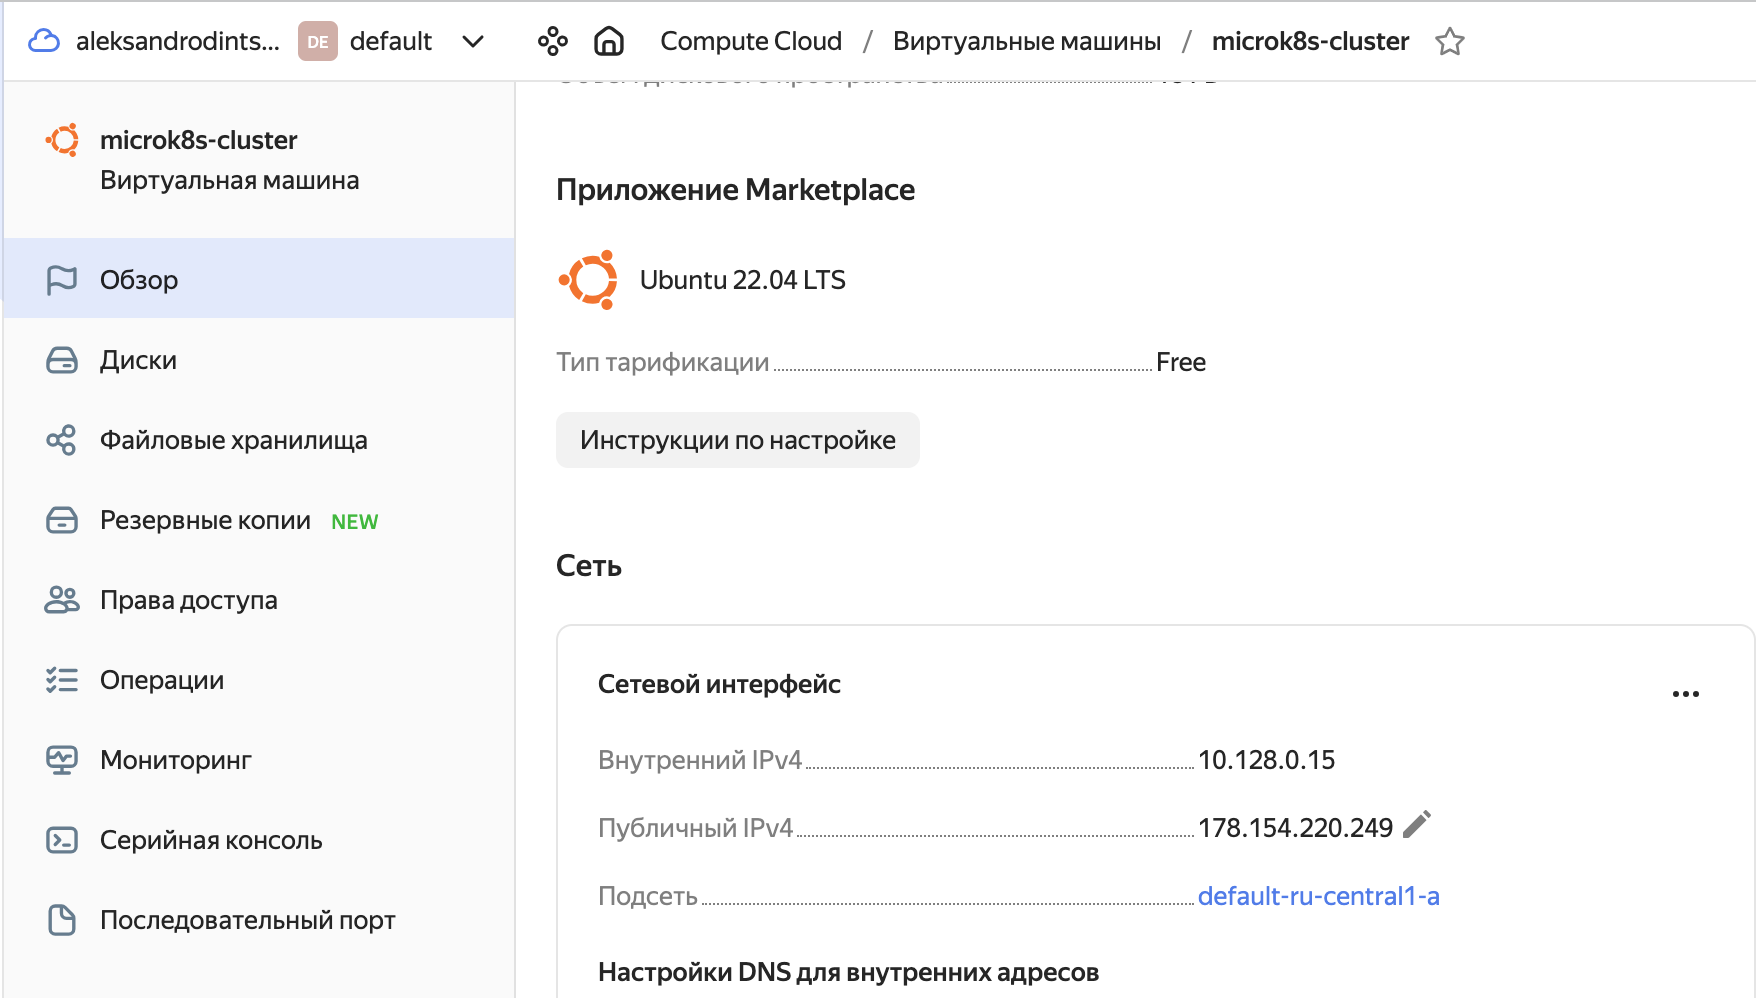 aleksandrodints... DE default Compute Cloud / Виртуальные машины / microk8s-cluster
microk8s-cluster
Виртуальная машина
Обзор
Диски
Файловые хранилища
Резервные копии NEW
Права доступа
Операции
Мониторинг
Серийная консоль
Последовательный порт
Приложение Marketplace
Ubuntu 22.04 LTS
Тип тарификации Free
Инструкции по настройке
Сеть
Сетевой интерфейс
Внутренний IPv4 10.128.0.15
Публичный IPv4 178.154.220.249
Подсеть default-ru-central1-a
Настройки DNS для внутренних адресов